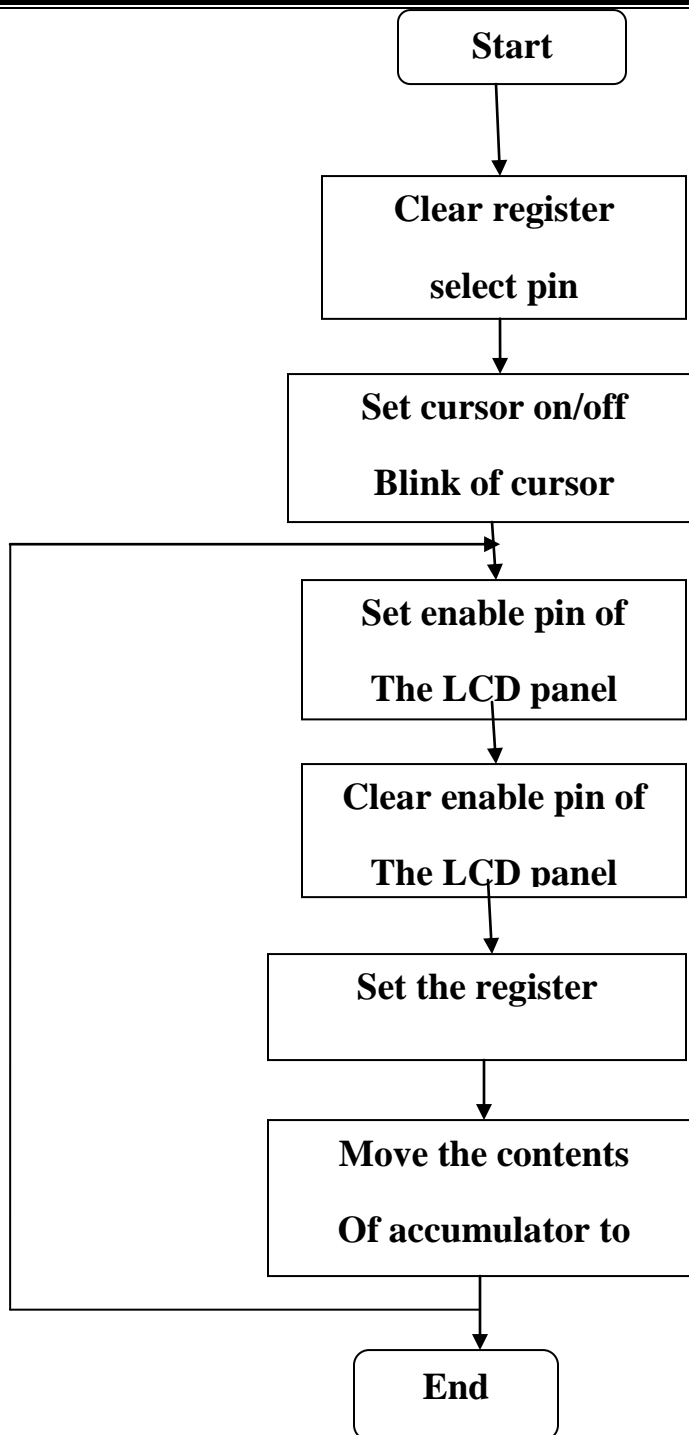 Start
Clear register
select pin
Set cursor on/off
Blink of cursor
Set enable pin of
The LCD panel
Clear enable pin of
The LCD panel
Set the register
Move the contents
Of accumulator to
End